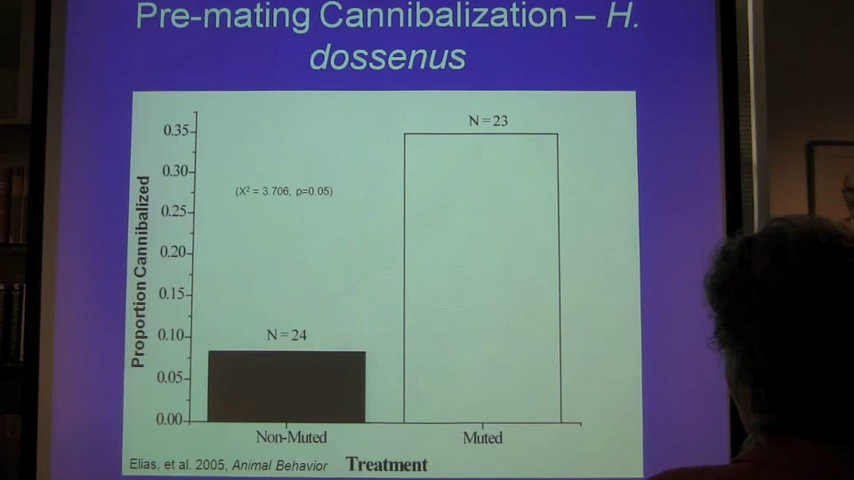 Pre-mating Cannibalization – H.
dossenus
N = 23
0.35
0.30
(X² = 3.706, p=0.05)
0.25
0.20
0.15
0.10
0.05
0.00
Proportion Cannibalized
N = 24
Non-Muted
Muted
Elias, et al. 2005, Animal Behavior
Treatment